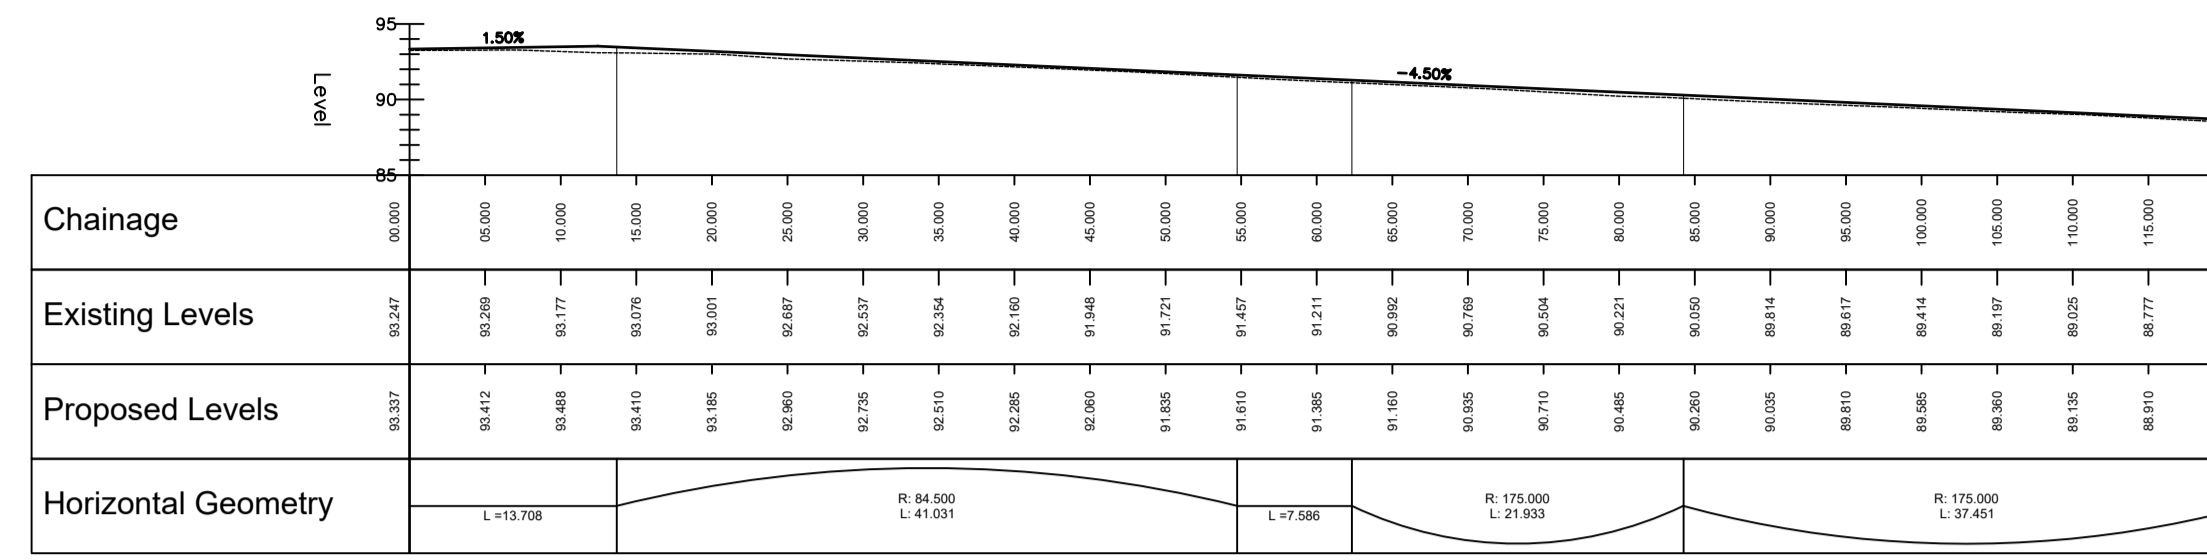 95
1.50%
-4.50%
Level
90
85
Chainage 00.000 05.000 10.000 15.000 20.000 25.000 30.000 35.000 40.000 45.000 50.000 55.000 60.000 65.000 70.000 75.000 80.000 85.000 90.000 95.000 100.000 105.000 110.000 115.000
Existing Levels 93.247 93.269 93.177 93.076 93.001 92.687 92.537 92.354 92.160 91.948 91.721 91.457 91.211 90.992 90.769 90.504 90.221 90.050 89.814 89.617 89.414 89.197 89.025 88.777
Proposed Levels 93.337 93.412 93.488 93.410 93.185 92.960 92.735 92.510 92.285 92.060 91.835 91.610 91.385 91.160 90.935 90.710 90.485 90.260 90.035 89.810 89.585 89.360 89.135 88.910
Horizontal Geometry
L =13.708
R: 84.500
L: 41.031
L =7.586
R: 175.000
L: 21.933
R: 175.000
L: 37.451